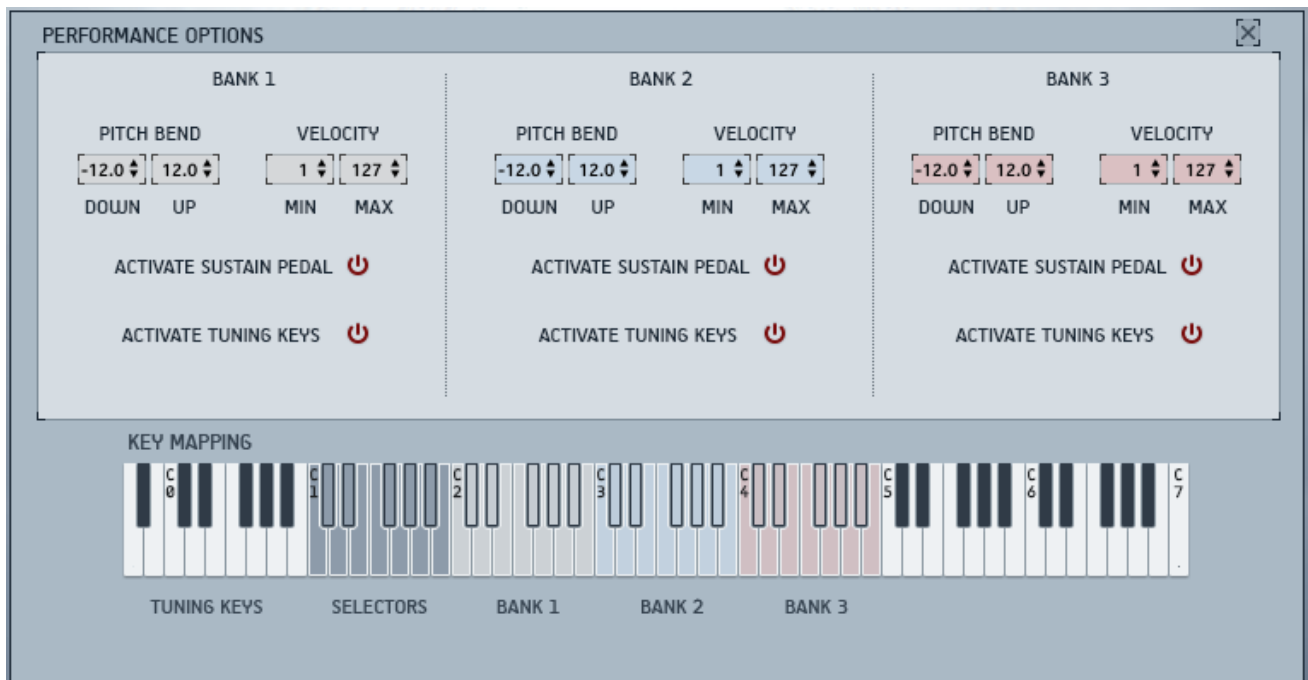 PERFORMANCE OPTIONS
BANK 1 BANK 2 BANK 3
PITCH BEND VELOCITY PITCH BEND VELOCITY PITCH BEND VELOCITY
-12.0 12.0 1 127 -12.0 12.0 1 127 -12.0 12.0 1 127
DOWN UP MIN MAX DOWN UP MIN MAX DOWN UP MIN MAX
ACTIVATE SUSTAIN PEDAL ACTIVATE SUSTAIN PEDAL ACTIVATE SUSTAIN PEDAL
ACTIVATE TUNING KEYS ACTIVATE TUNING KEYS ACTIVATE TUNING KEYS
KEY MAPPING
C0 C1 C2 C3 C4 C5 C6 C7
TUNING KEYS SELECTORS BANK 1 BANK 2 BANK 3